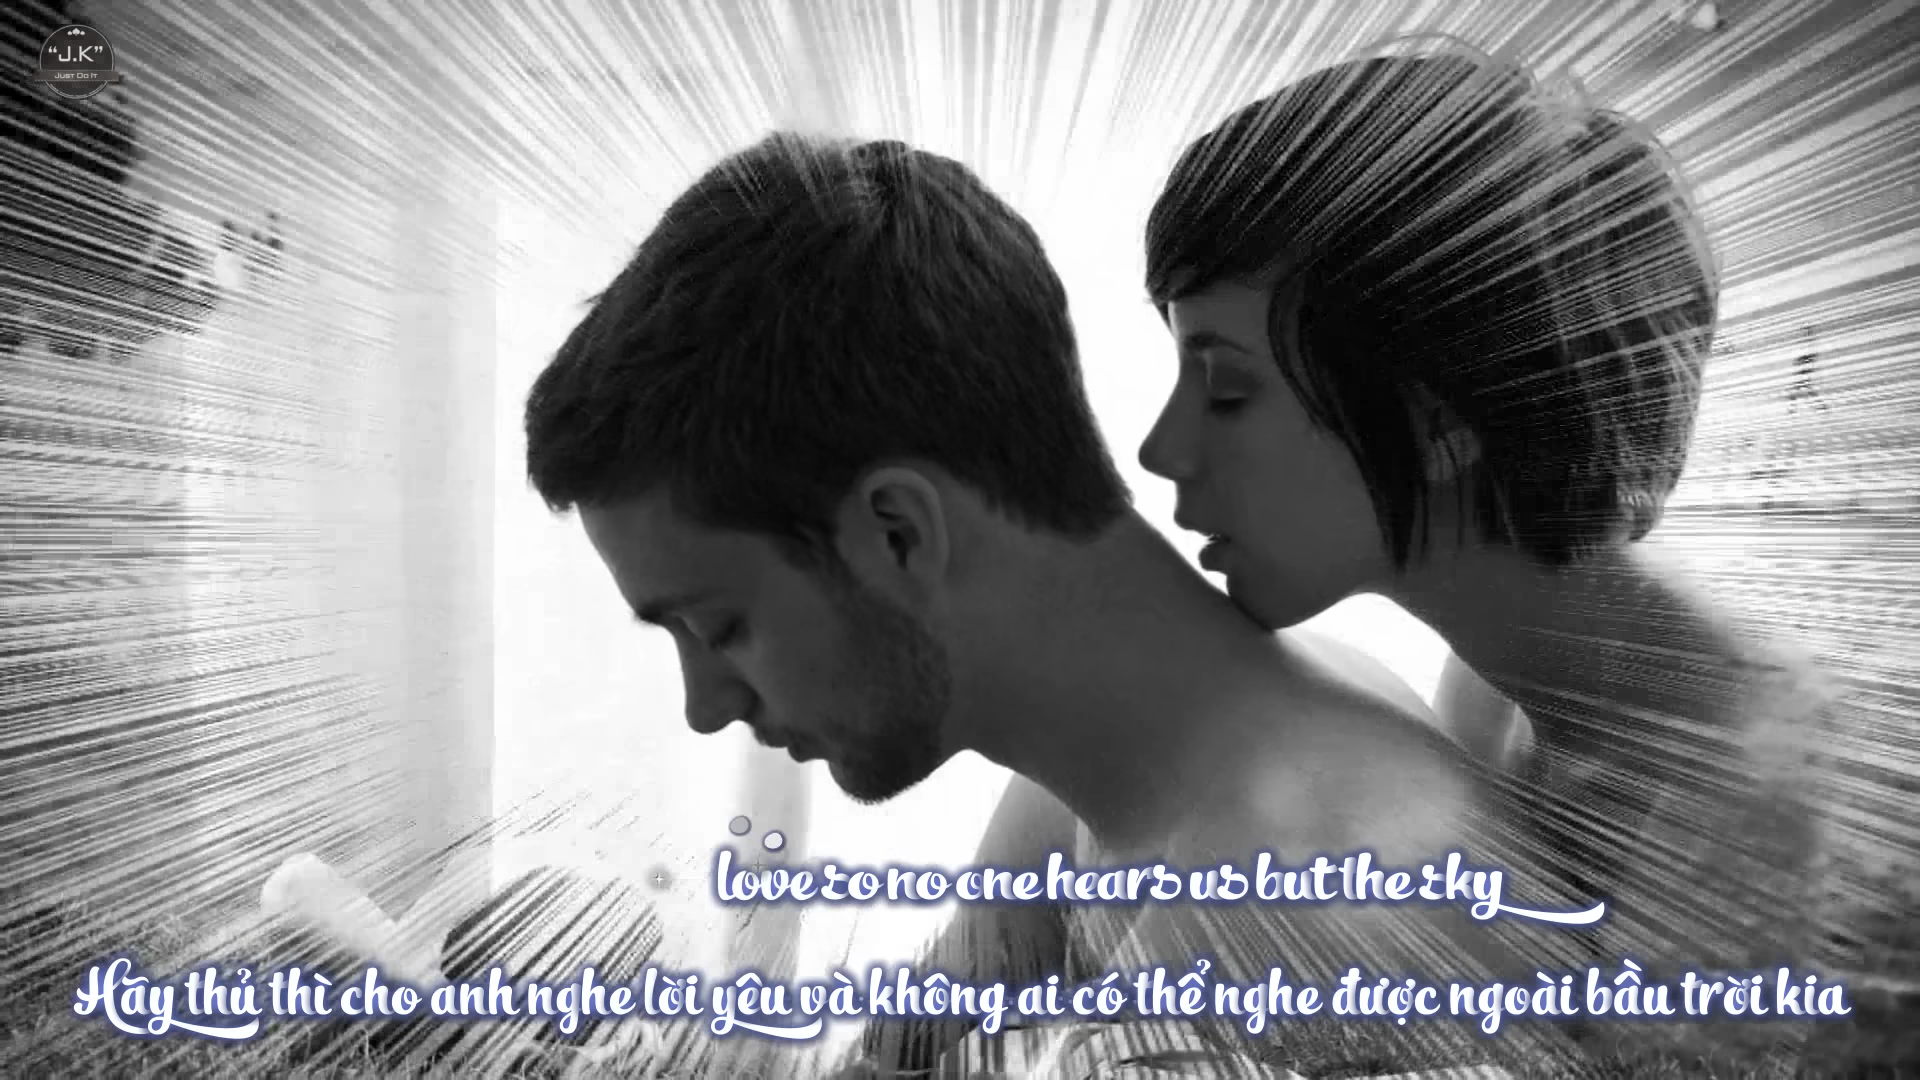 "J.K"
Just Do It
love so no one hears us but the sky
Hãy thủ thì cho anh nghe lời yêu và không ai có thể nghe được ngoài bầu trời kia